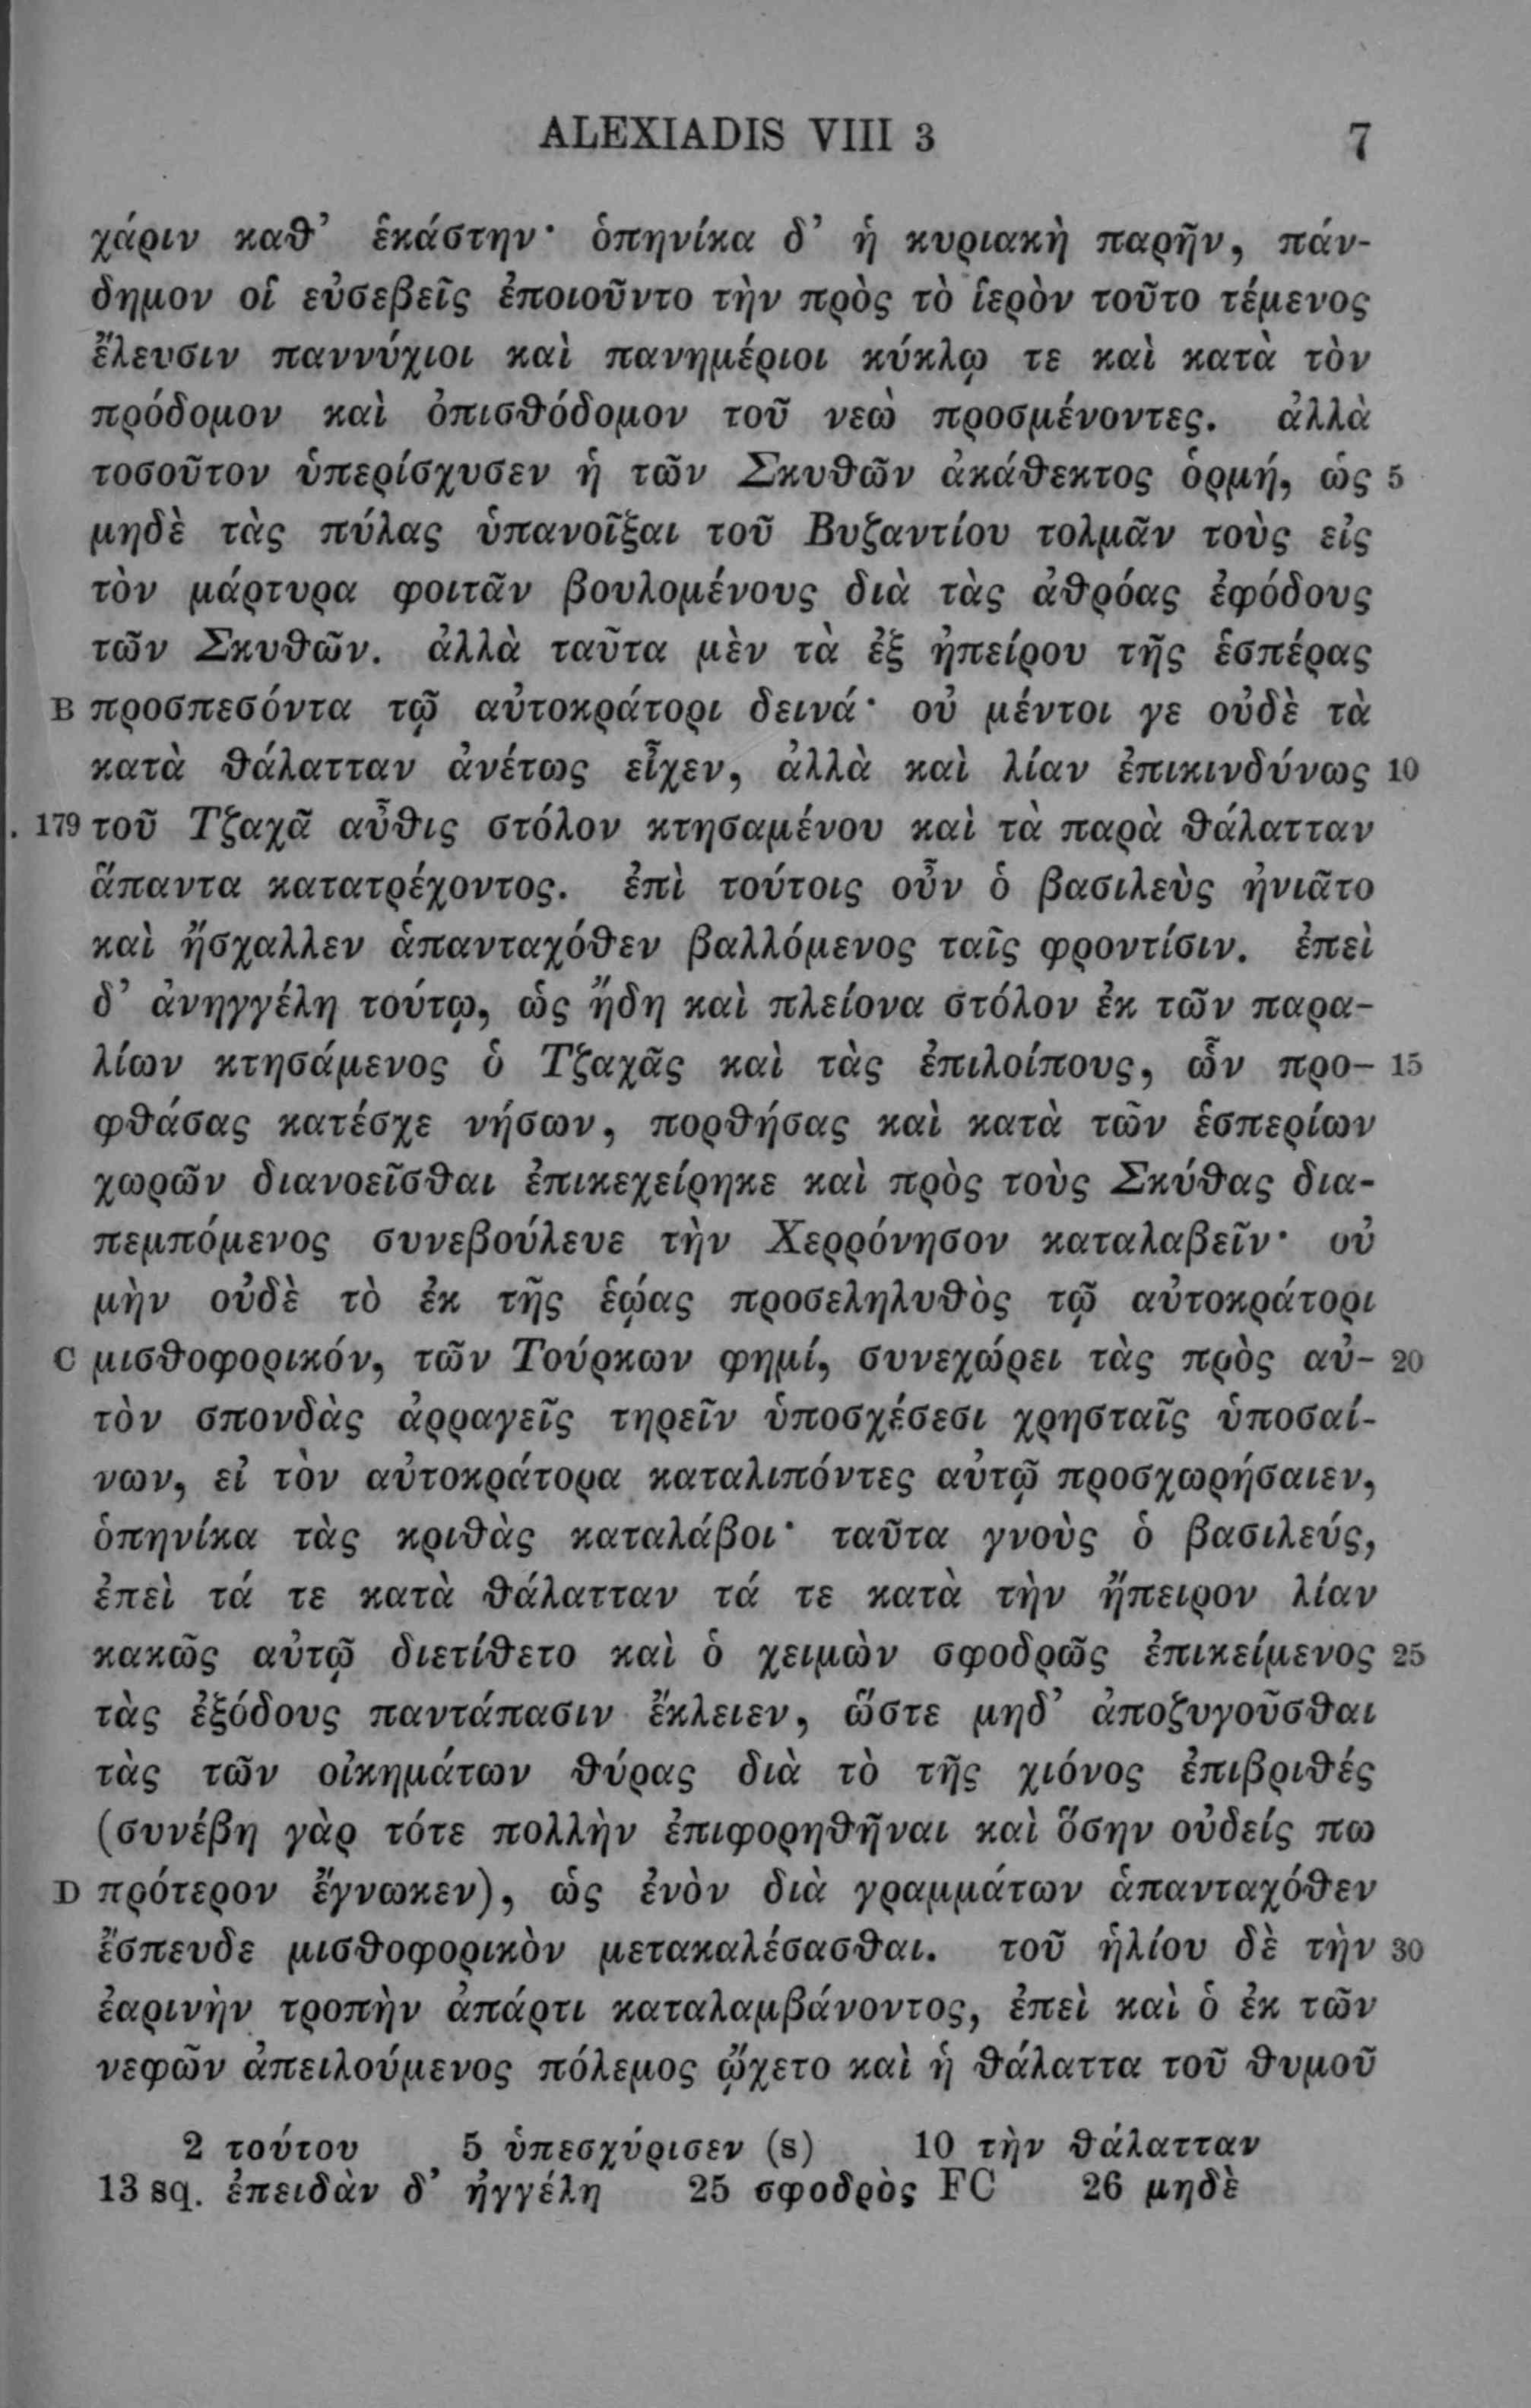 ALEXIADIS VIII 3 7
χάριν καθ’ ἑκάστην· ὁπηνίκα δ’ ἡ κυριακὴ παρῆν, πάν-
δημον οἱ εὐσεβεῖς ἐποιοῦντο τὴν πρὸς τὸ ἱερὸν τοῦτο τέμενος
ἔλευσιν παννύχιοι καὶ πανημέριοι κύκλῳ τε καὶ κατὰ τὸν
πρόδομον καὶ ὀπισθόδομον τοῦ νεὼ προσμένοντες. ἀλλὰ
τοσοῦτον ὑπερίσχυσεν ἡ τῶν Σκυθῶν ἀκάθεκτος ὁρμή, ὡς 5
μηδὲ τὰς πύλας ὑπανοῖξαι τοῦ Βυζαντίου τολμᾶν τοὺς εἰς
τὸν μάρτυρα φοιτᾶν βουλομένους διὰ τὰς ἀθρόας ἐφόδους
τῶν Σκυθῶν. ἀλλὰ ταῦτα μὲν τὰ ἐξ ἠπείρου τῆς ἑσπέρας
B προσπεσόντα τῷ αὐτοκράτορι δεινά· οὐ μέντοι γε οὐδὲ τὰ
κατὰ θάλατταν ἀνέτως εἶχεν, ἀλλὰ καὶ λίαν ἐπικινδύνως 10
. 179 τοῦ Τζαχᾶ αὖθις στόλον κτησαμένου καὶ τὰ παρὰ θάλατταν
ἅπαντα κατατρέχοντος. ἐπὶ τούτοις οὖν ὁ βασιλεὺς ἠνιᾶτο
καὶ ἤσχαλλεν ἁπανταχόθεν βαλλόμενος ταῖς φροντίσιν. ἐπεὶ
δ’ ἀνηγγέλη τούτῳ, ὡς ἤδη καὶ πλείονα στόλον ἐκ τῶν παρα-
λίων κτησάμενος ὁ Τζαχᾶς καὶ τὰς ἐπιλοίπους, ὧν προ- 15
φθάσας κατέσχε νήσων, πορθήσας καὶ κατὰ τῶν ἑσπερίων
χωρῶν διανοεῖσθαι ἐπικεχείρηκε καὶ πρὸς τοὺς Σκύθας δια-
πεμπόμενος συνεβούλευε τὴν Χερρόνησον καταλαβεῖν· οὐ
μὴν οὐδὲ τὸ ἐκ τῆς ἑῴας προσεληλυθὸς τῷ αὐτοκράτορι
C μισθοφορικόν, τῶν Τούρκων φημί, συνεχώρει τὰς πρὸς αὐ- 20
τὸν σπονδὰς ἀρραγεῖς τηρεῖν ὑποσχέσεσι χρησταῖς ὑποσαί-
νων, εἰ τὸν αὐτοκράτορα καταλιπόντες αὐτῷ προσχωρήσαιεν,
ὁπηνίκα τὰς κριθὰς καταλάβοι· ταῦτα γνοὺς ὁ βασιλεύς,
ἐπεὶ τά τε κατὰ θάλατταν τά τε κατὰ τὴν ἤπειρον λίαν
κακῶς αὐτῷ διετίθετο καὶ ὁ χειμὼν σφοδρῶς ἐπικείμενος 25
τὰς ἐξόδους παντάπασιν ἔκλειεν, ὥστε μηδ’ ἀποζυγοῦσθαι
τὰς τῶν οἰκημάτων θύρας διὰ τὸ τῆς χιόνος ἐπιβριθές
(συνέβη γὰρ τότε πολλὴν ἐπιφορηθῆναι καὶ ὅσην οὐδείς πω
D πρότερον ἔγνωκεν), ὡς ἐνὸν διὰ γραμμάτων ἁπανταχόθεν
ἔσπευδε μισθοφορικὸν μετακαλέσασθαι. τοῦ ἡλίου δὲ τὴν 30
ἐαρινὴν τροπὴν ἀπάρτι καταλαμβάνοντος, ἐπεὶ καὶ ὁ ἐκ τῶν
νεφῶν ἀπειλούμενος πόλεμος ᾤχετο καὶ ἡ θάλαττα τοῦ θυμοῦ
2 τούτου 5 ὑπεσχύρισεν (s) 10 τὴν θάλατταν
13 sq. ἐπειδὰν δ’ ἠγγέλη 25 σφοδρὸς FC 26 μηδὲ